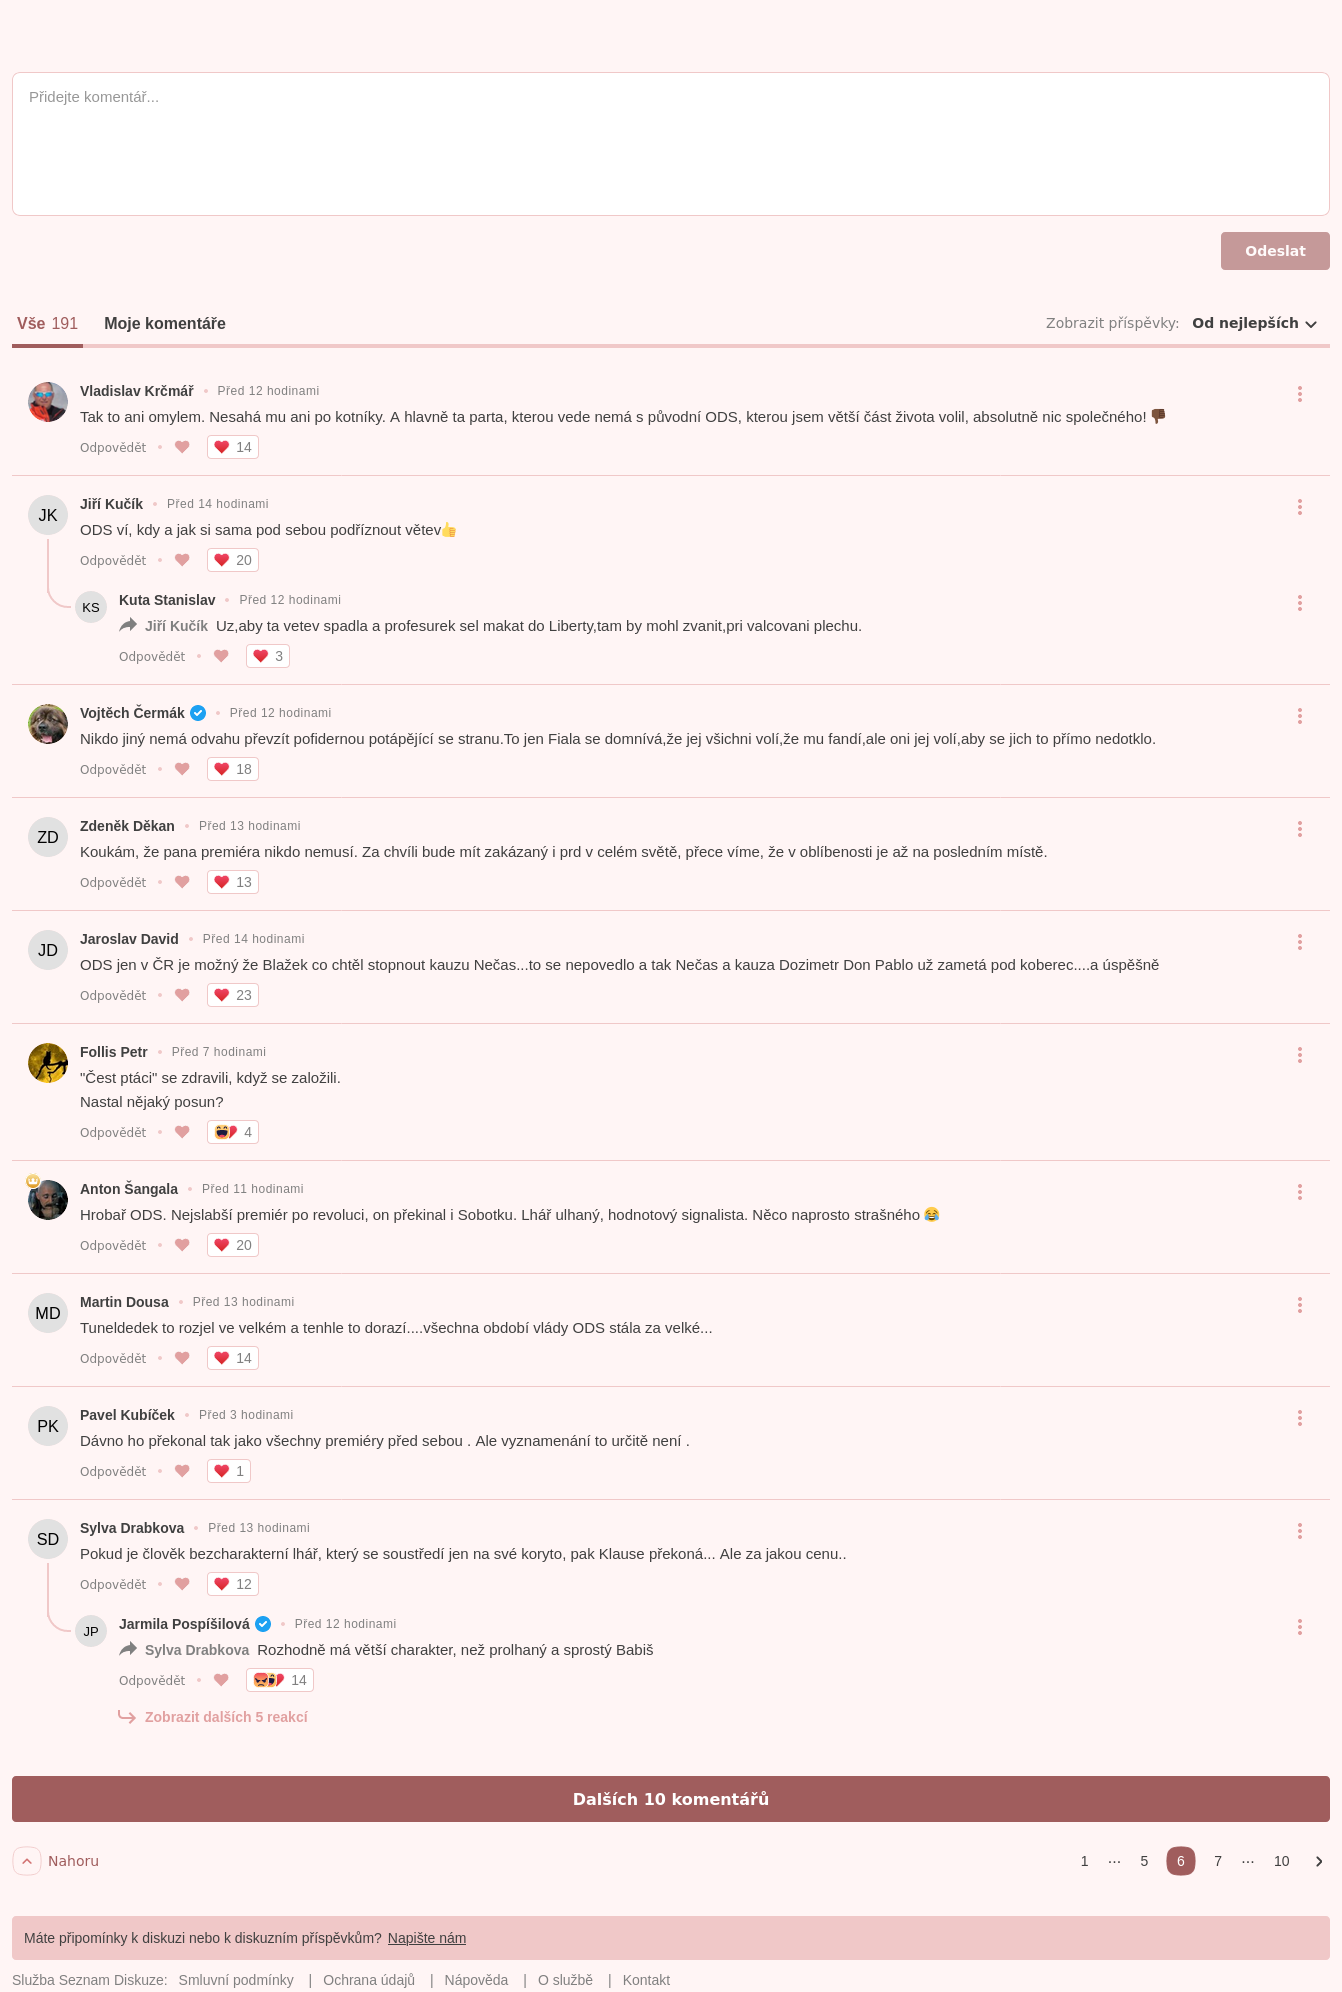 Přidejte komentář...
Odeslat
Vše 191 Moje komentáře Zobrazit příspěvky: Od nejlepších
Vladislav Krčmář • Před 12 hodinami
Tak to ani omylem. Nesahá mu ani po kotníky. A hlavně ta parta, kterou vede nemá s původní ODS, kterou jsem větší část života volil, absolutně nic společného! 👎🏿
Odpovědět • 14
JK Jiří Kučík • Před 14 hodinami
ODS ví, kdy a jak si sama pod sebou podříznout větev👍
Odpovědět • 20
KS Kuta Stanislav • Před 12 hodinami
Jiří Kučík Uz,aby ta vetev spadla a profesurek sel makat do Liberty,tam by mohl zvanit,pri valcovani plechu.
Odpovědět • 3
Vojtěch Čermák • Před 12 hodinami
Nikdo jiný nemá odvahu převzít pofidernou potápějící se stranu.To jen Fiala se domnívá,že jej všichni volí,že mu fandí,ale oni jej volí,aby se jich to přímo nedotklo.
Odpovědět • 18
ZD Zdeněk Děkan • Před 13 hodinami
Koukám, že pana premiéra nikdo nemusí. Za chvíli bude mít zakázaný i prd v celém světě, přece víme, že v oblíbenosti je až na posledním místě.
Odpovědět • 13
JD Jaroslav David • Před 14 hodinami
ODS jen v ČR je možný že Blažek co chtěl stopnout kauzu Nečas...to se nepovedlo a tak Nečas a kauza Dozimetr Don Pablo už zametá pod koberec....a úspěšně
Odpovědět • 23
Follis Petr • Před 7 hodinami
"Čest ptáci" se zdravili, když se založili.
Nastal nějaký posun?
Odpovědět • 4
Anton Šangala • Před 11 hodinami
Hrobař ODS. Nejslabší premiér po revoluci, on překinal i Sobotku. Lhář ulhaný, hodnotový signalista. Něco naprosto strašného 😂
Odpovědět • 20
MD Martin Dousa • Před 13 hodinami
Tuneldedek to rozjel ve velkém a tenhle to dorazí....všechna období vlády ODS stála za velké...
Odpovědět • 14
PK Pavel Kubíček • Před 3 hodinami
Dávno ho překonal tak jako všechny premiéry před sebou . Ale vyznamenání to určitě není .
Odpovědět • 1
SD Sylva Drabkova • Před 13 hodinami
Pokud je člověk bezcharakterní lhář, který se soustředí jen na své koryto, pak Klause překoná... Ale za jakou cenu..
Odpovědět • 12
JP Jarmila Pospíšilová • Před 12 hodinami
Sylva Drabkova Rozhodně má větší charakter, než prolhaný a sprostý Babiš
Odpovědět • 14
Zobrazit dalších 5 reakcí
Dalších 10 komentářů
Nahoru 1 ··· 5 6 7 ··· 10
Máte připomínky k diskuzi nebo k diskuzním příspěvkům? Napište nám
Služba Seznam Diskuze: Smluvní podmínky | Ochrana údajů | Nápověda | O službě | Kontakt